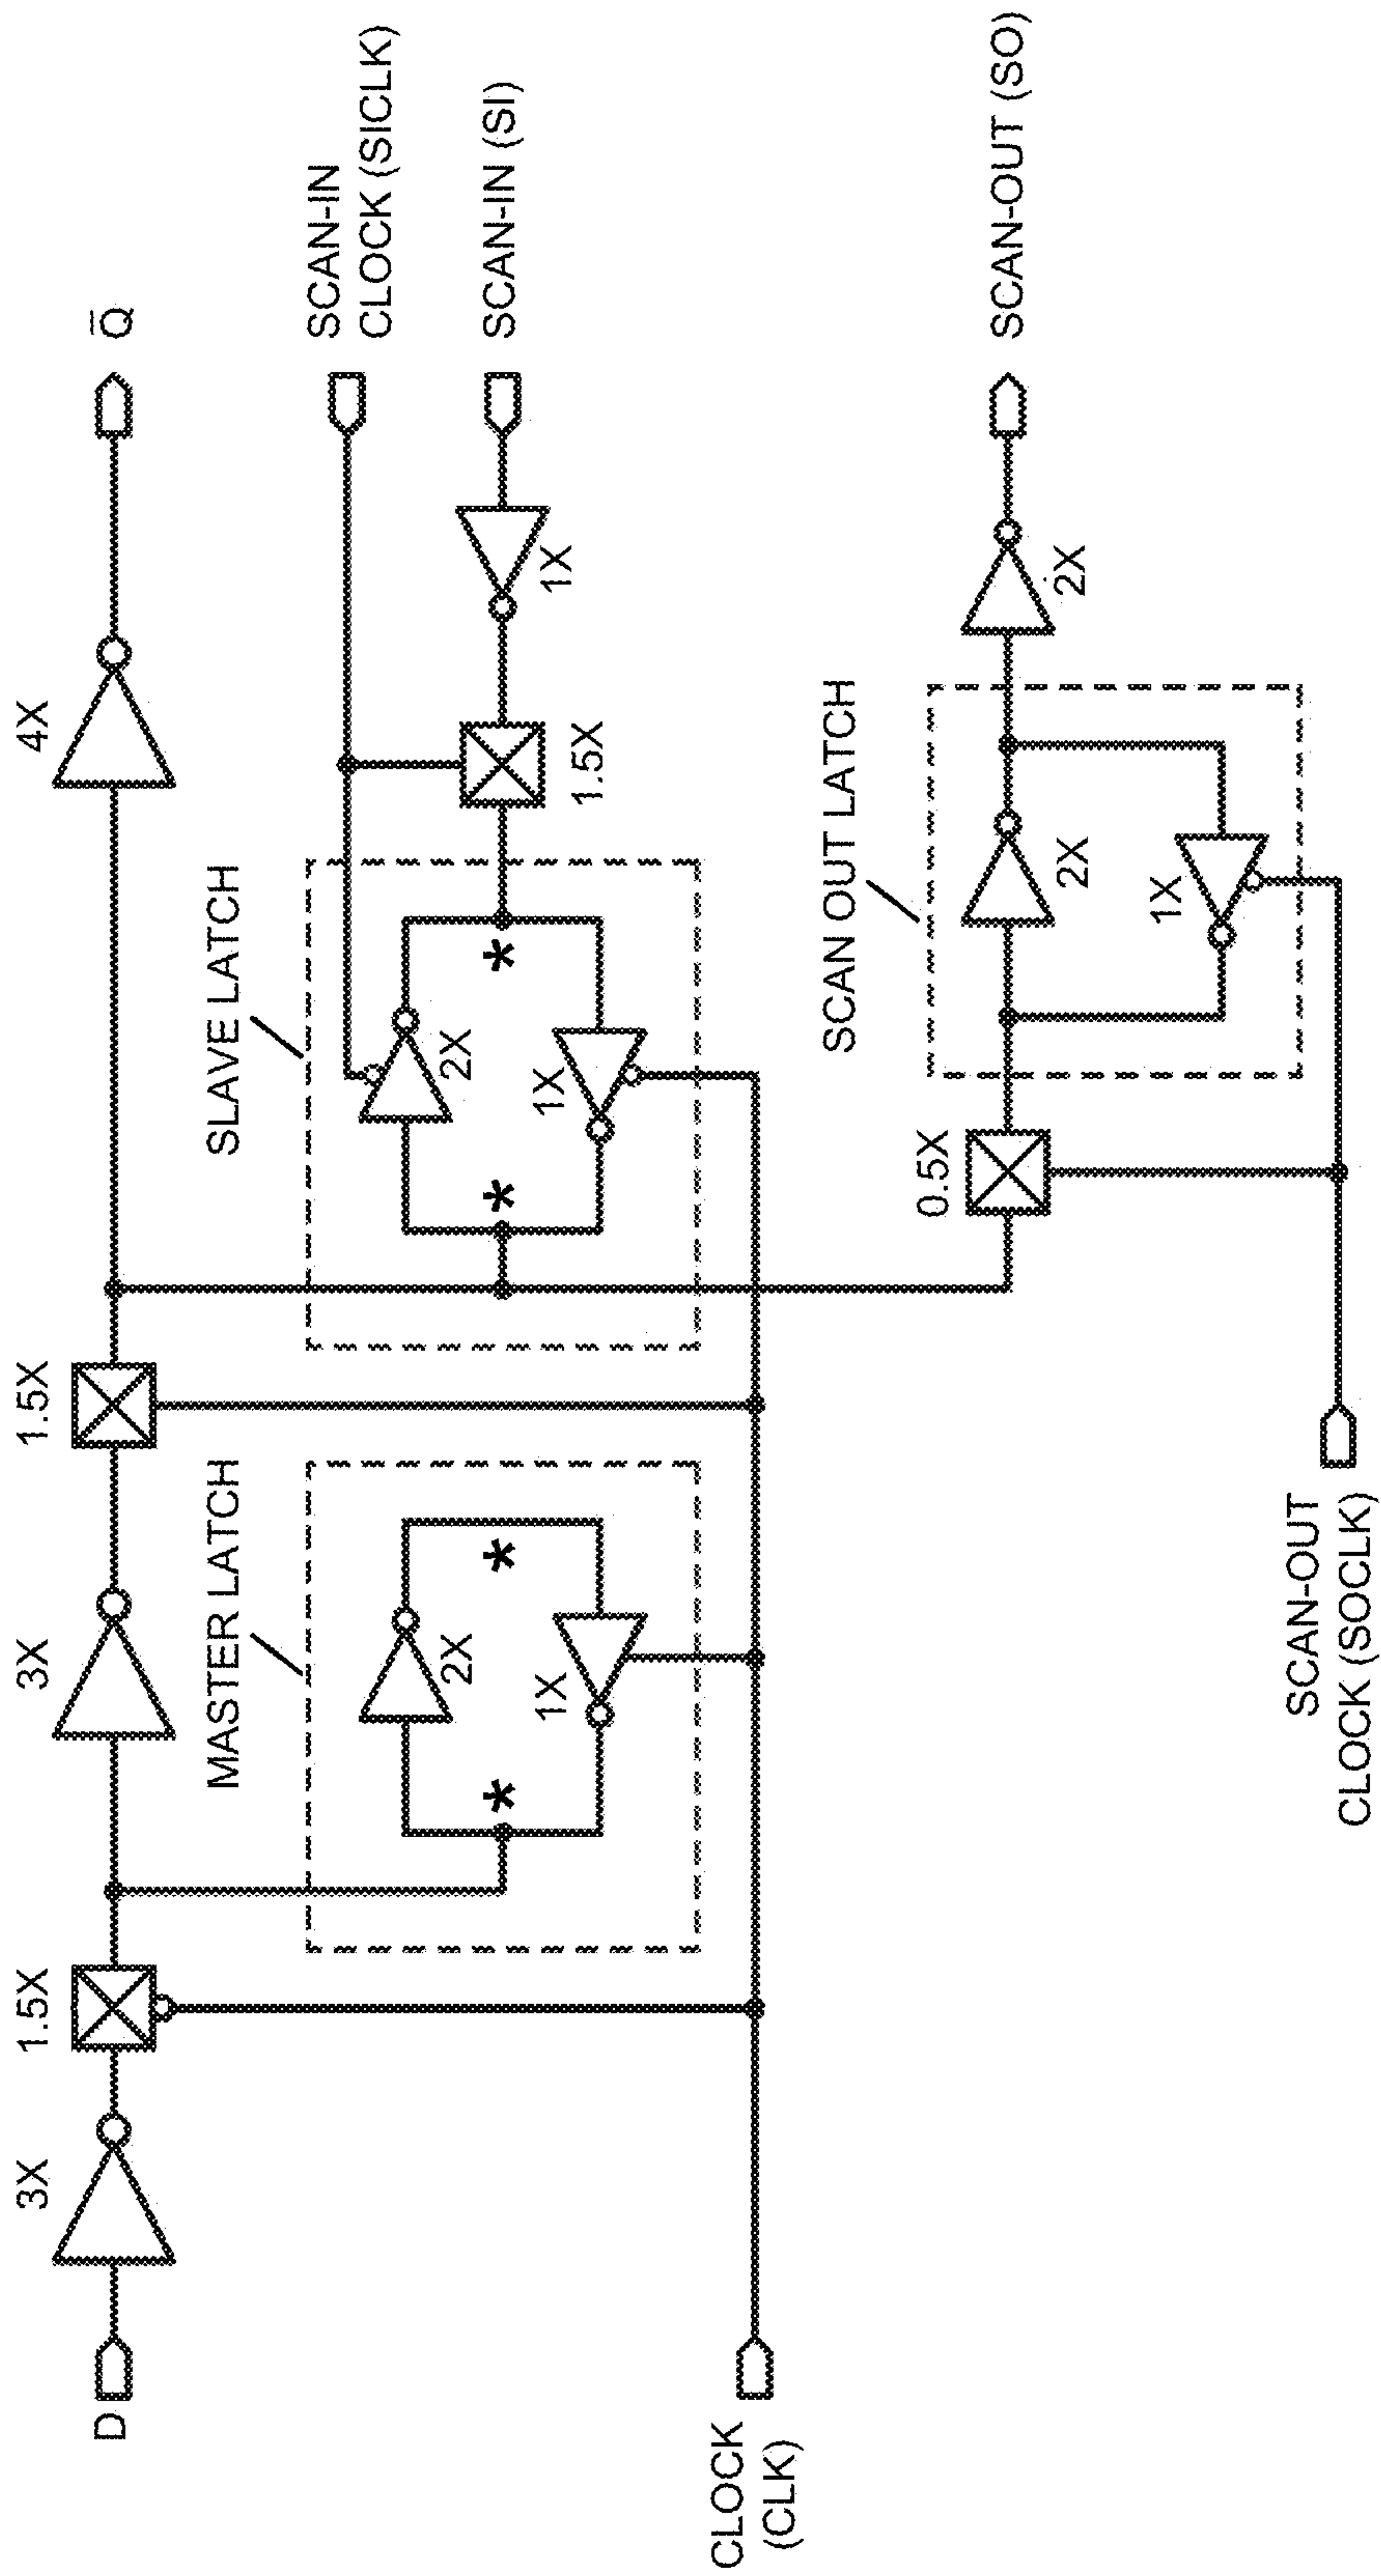 3X
1.5X
3X
1.5X
4X
D
Q̅
MASTER LATCH
SLAVE LATCH
SCAN-IN
CLOCK (SICLK)
2X
*
*
1X
2X
*
*
1X
1.5X
1X
SCAN-IN (SI)
CLOCK
(CLK)
SCAN OUT LATCH
0.5X
2X
1X
2X
SCAN-OUT (SO)
SCAN-OUT
CLOCK (SOCLK)